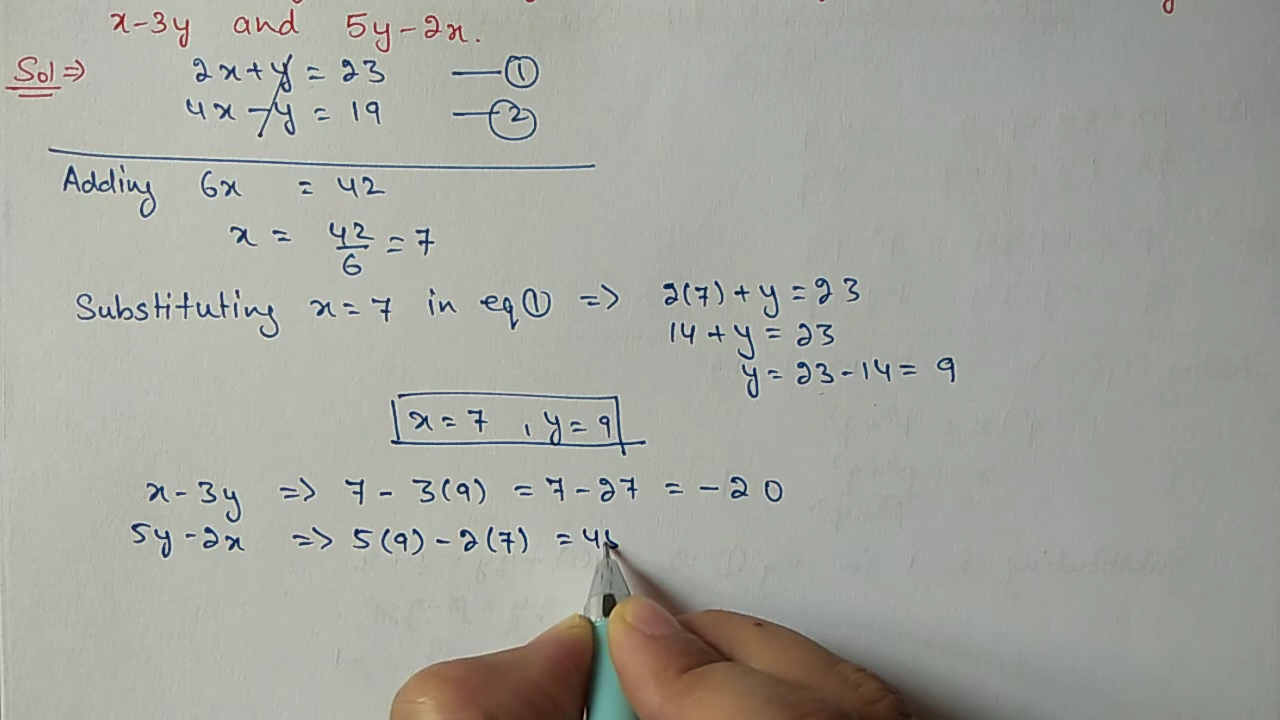 x-3y and 5y-2x.
Sol⇒ 2x+y = 23 —①
4x-y = 19 —②
Adding 6x = 42
x = 42/6 = 7
Substituting x=7 in eq① => 2(7)+y=23
14+y=23
y=23-14=9
x=7 , y=9
x-3y => 7-3(9) = 7-27 = -20
5y-2x => 5(9)-2(7) = 45